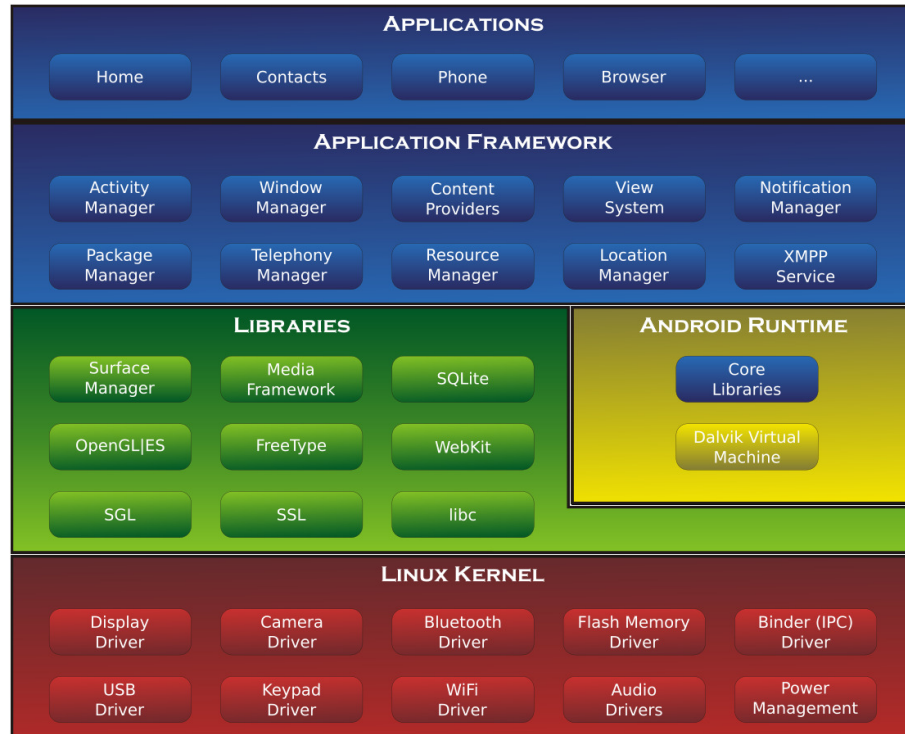 APPLICATIONS
Home
Contacts
Phone
Browser
...
APPLICATION FRAMEWORK
Activity
Manager
Window
Manager
Content
Providers
View
System
Notification
Manager
Package
Manager
Telephony
Manager
Resource
Manager
Location
Manager
XMPP
Service
LIBRARIES
Surface
Manager
Media
Framework
SQLite
OpenGL|ES
FreeType
WebKit
SGL
SSL
libc
ANDROID RUNTIME
Core
Libraries
Dalvik Virtual
Machine
LINUX KERNEL
Display
Driver
Camera
Driver
Bluetooth
Driver
Flash Memory
Driver
Binder (IPC)
Driver
USB
Driver
Keypad
Driver
WiFi
Driver
Audio
Drivers
Power
Management